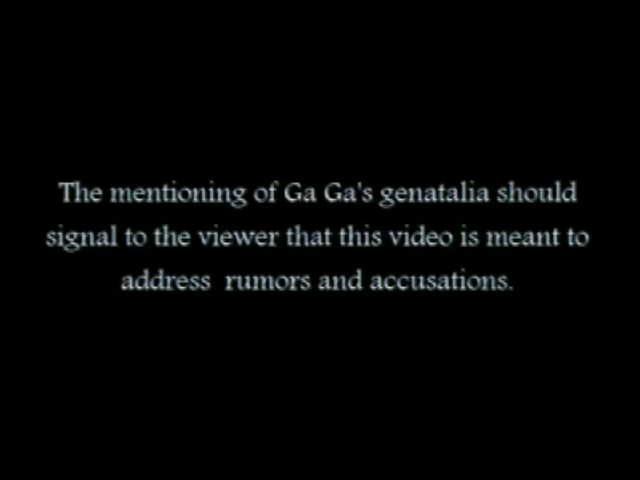 The mentioning of Ga Ga's genatalia should
signal to the viewer that this video is meant to
address  rumors and accusations.